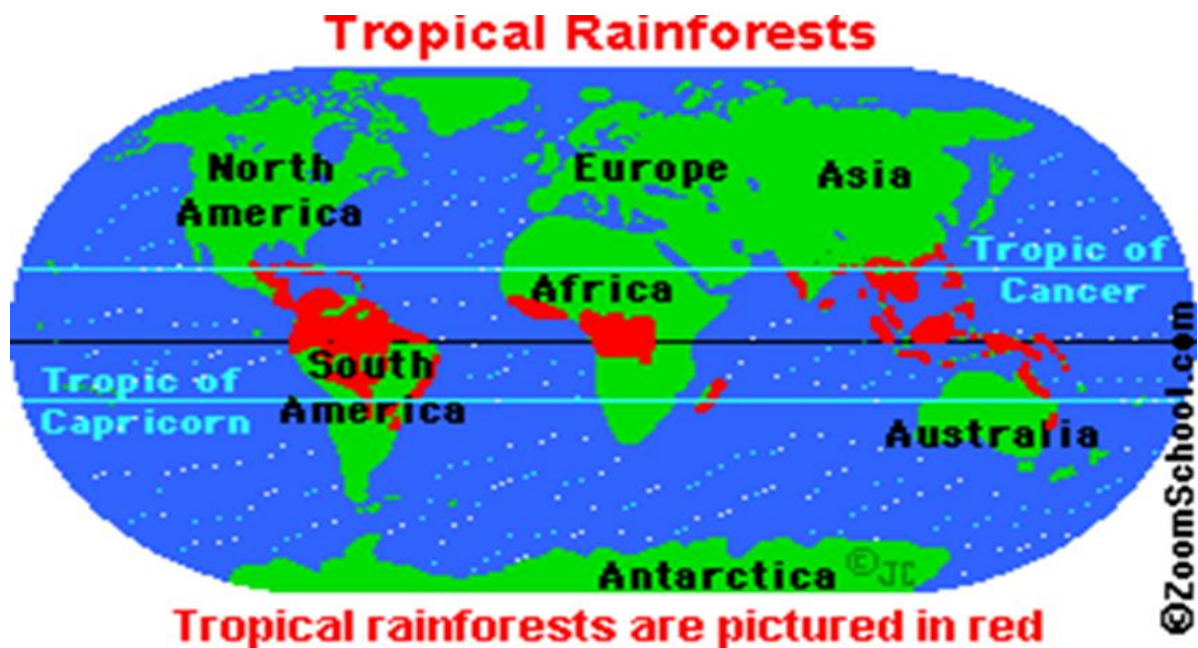 Tropical Rainforests
North
America
Europe
Asia
Tropic of
Cancer
Africa
South
America
Tropic of
Capricorn
Australia
Antarctica
©JC
Tropical rainforests are pictured in red
©ZoomSchool.com